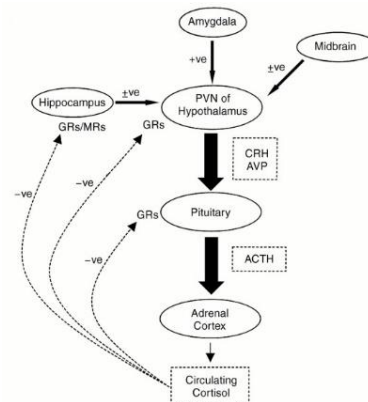 Amygdala
Midbrain
+ve
±ve
Hippocampus
±ve
PVN of
Hypothalamus
GRs/MRs
GRs
CRH
AVP
–ve
–ve
GRs
Pituitary
–ve
ACTH
Adrenal
Cortex
Circulating
Cortisol